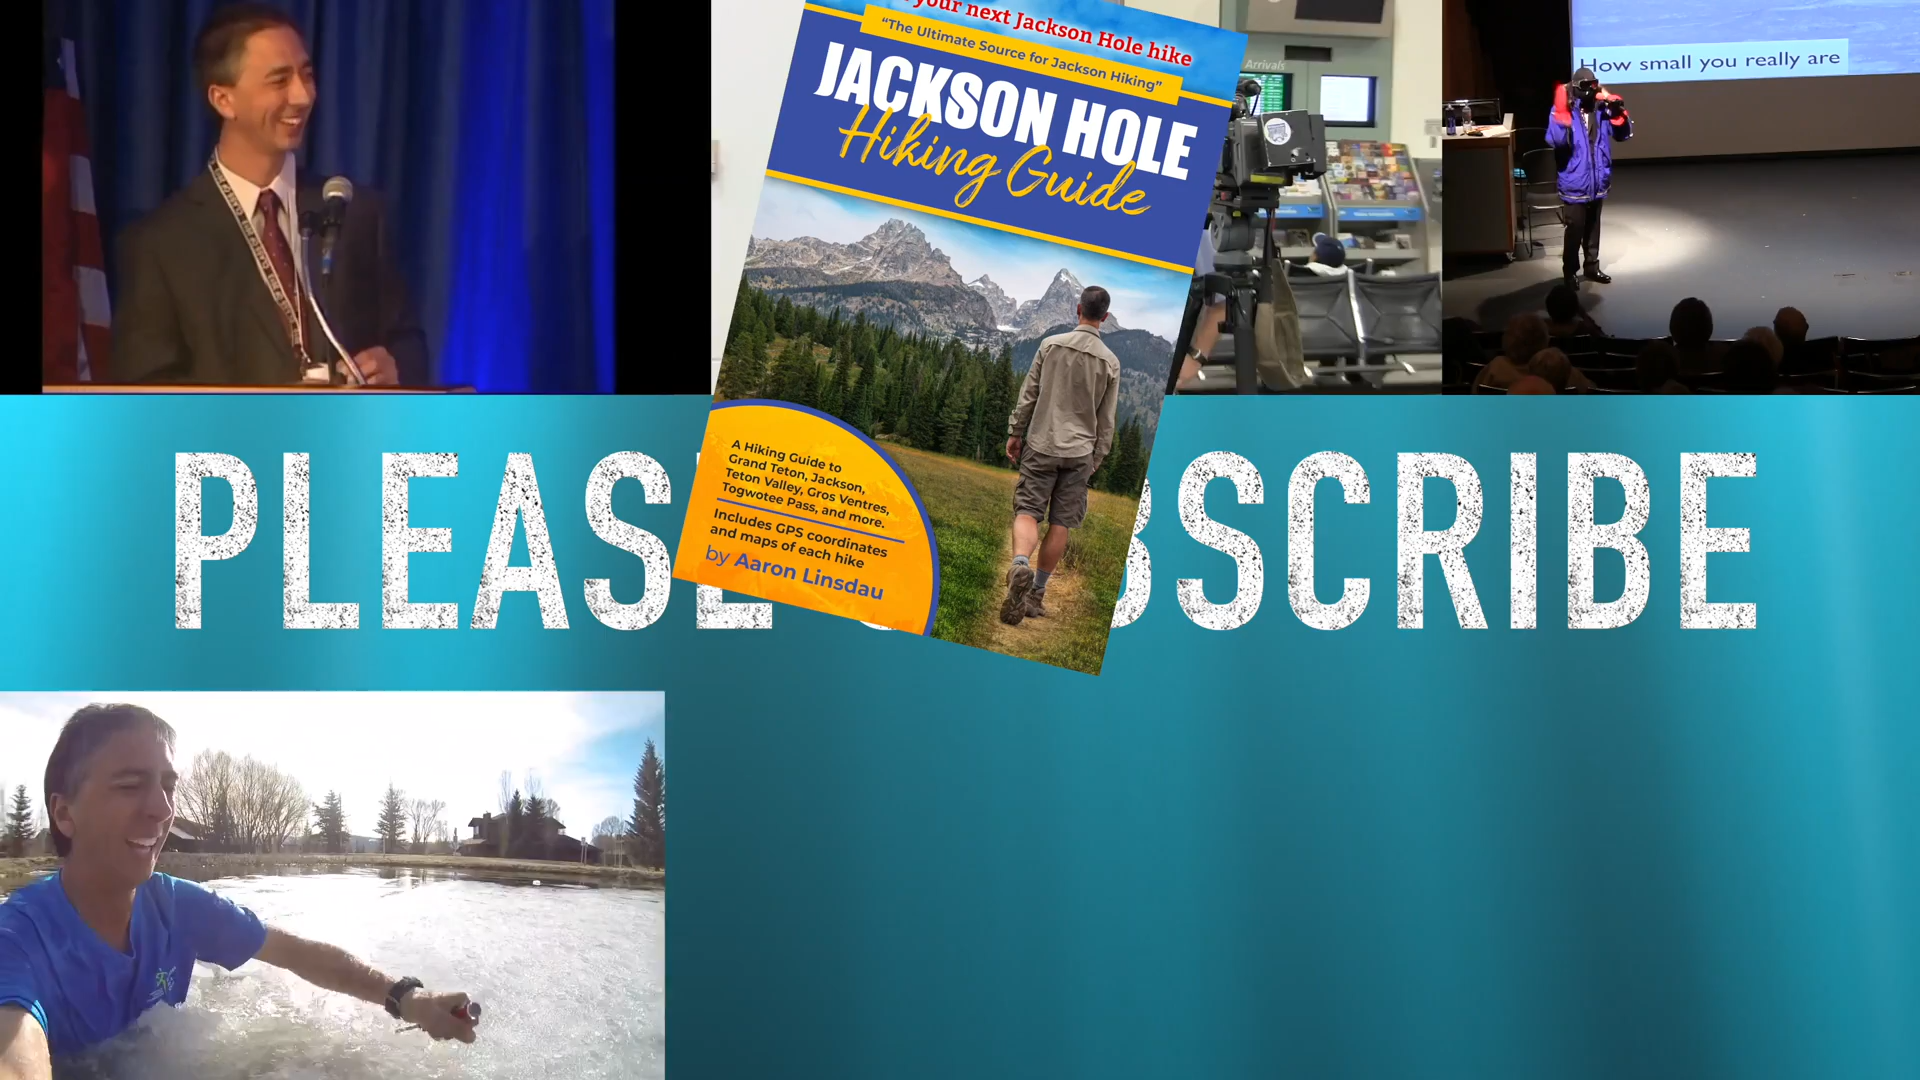 your next Jackson Hole hike
"The Ultimate Source for Jackson Hiking"
JACKSON HOLE
Hiking Guide
Arrivals
How small you really are
PLEASE SUBSCRIBE
A Hiking Guide to
Grand Teton, Jackson,
Teton Valley, Gros Ventres,
Togwotee Pass, and more.
Includes GPS coordinates
and maps of each hike
by Aaron Linsdau